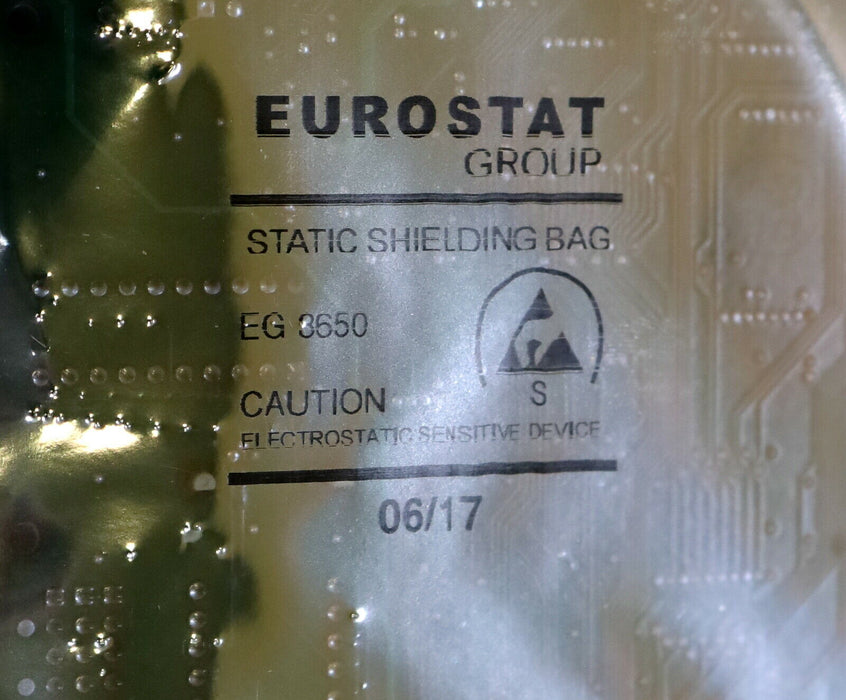 EUROSTAT
GROUP
STATIC SHIELDING BAG
EG 3650
S
CAUTION
ELECTROSTATIC SENSITIVE DEVICE
06/17